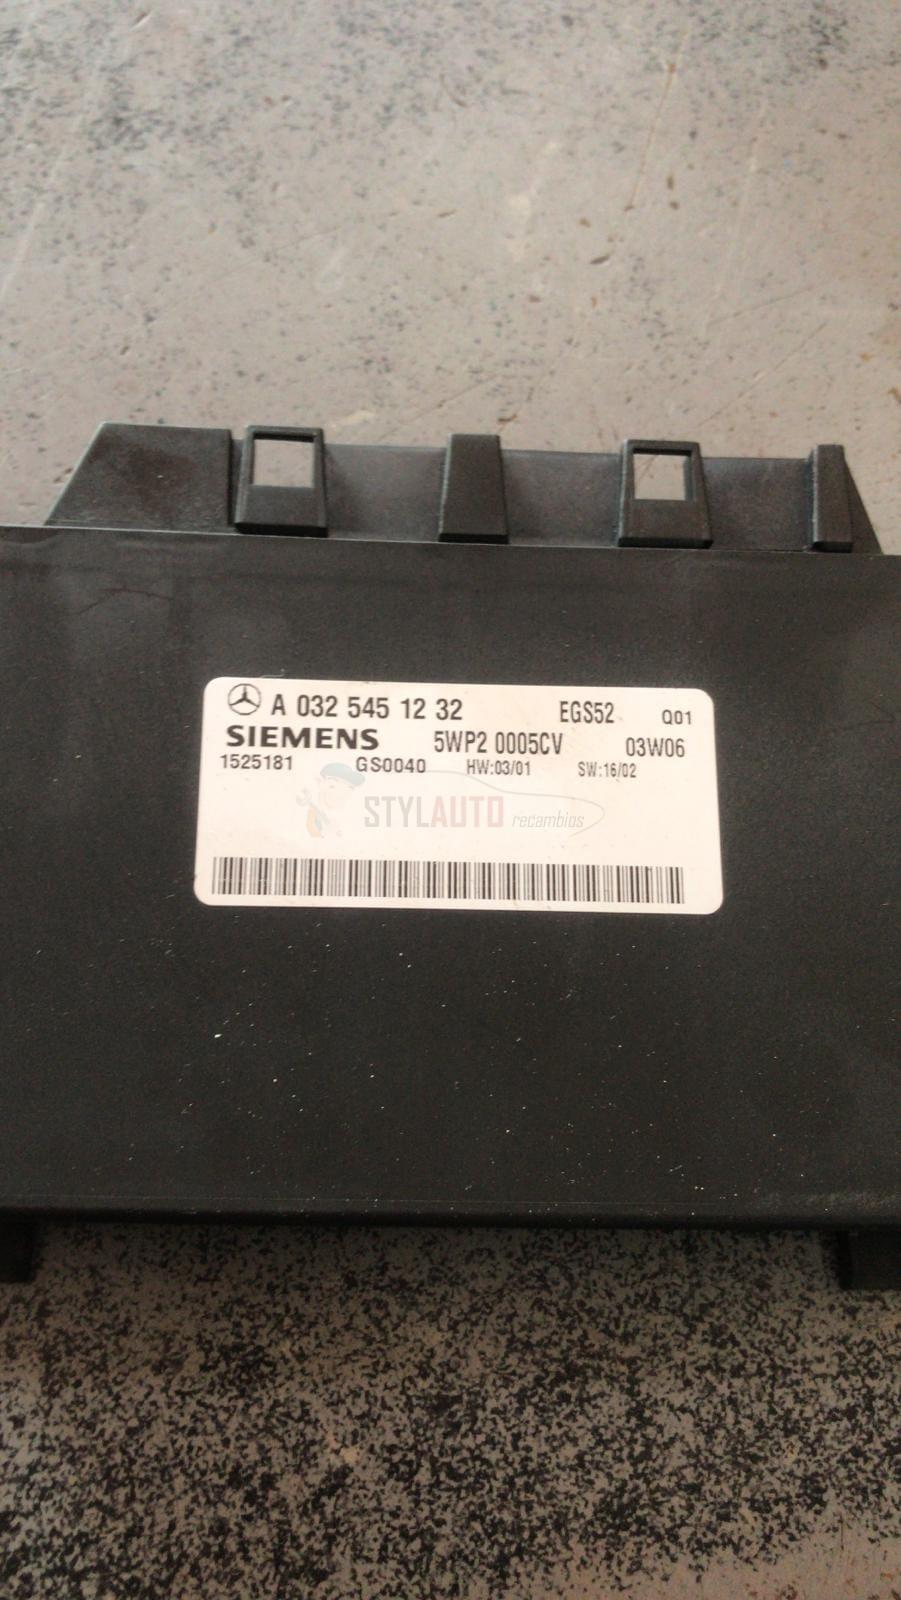 A 032 545 12 32 EGS52 Q01
SIEMENS 5WP2 0005CV 03W06
1525181 GS0040 HW:03/01 SW:16/02
STYLAUTO recambios